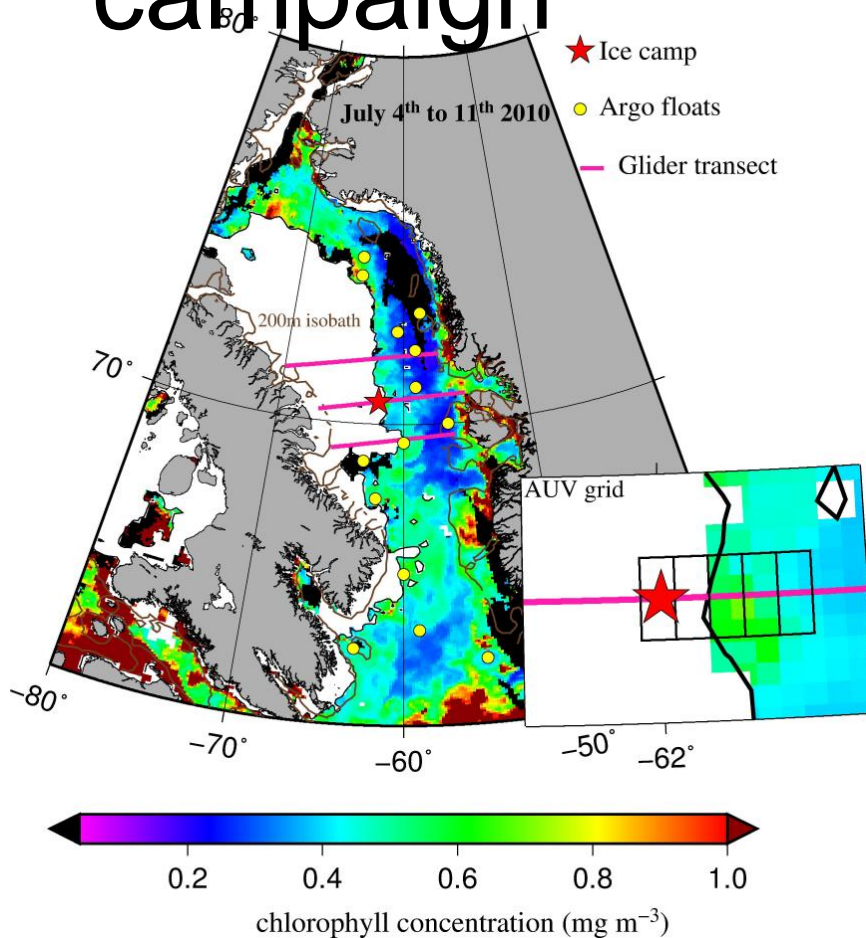 campaign
80°
Ice camp
July 4th to 11th 2010
Argo floats
Glider transect
200m isobath
70°
AUV grid
−80°
−70°
−60°
−50°
−62°
0.2 0.4 0.6 0.8 1.0
chlorophyll concentration (mg m⁻³)